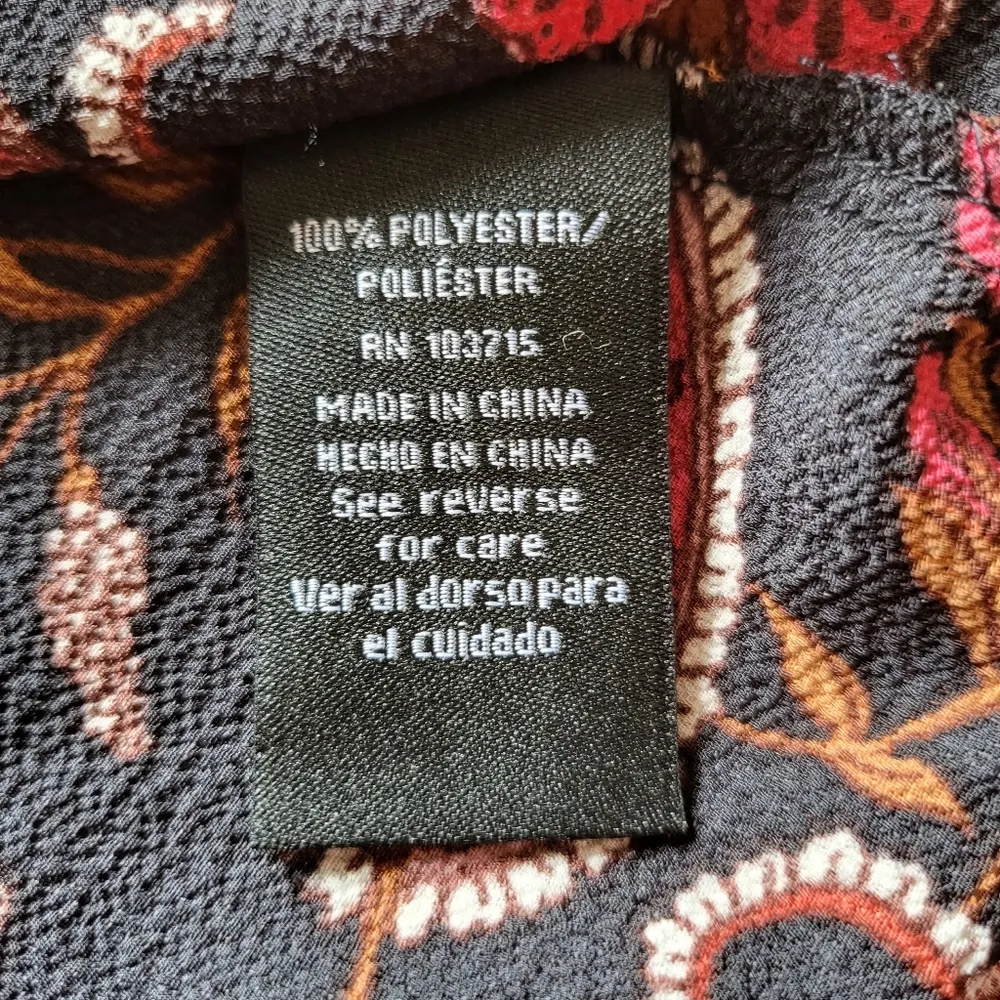 100% POLYESTER/
POLIÉSTER
RN 103715
MADE IN CHINA
HECHO EN CHINA
See reverse
for care
Ver al dorso para
el cuidado